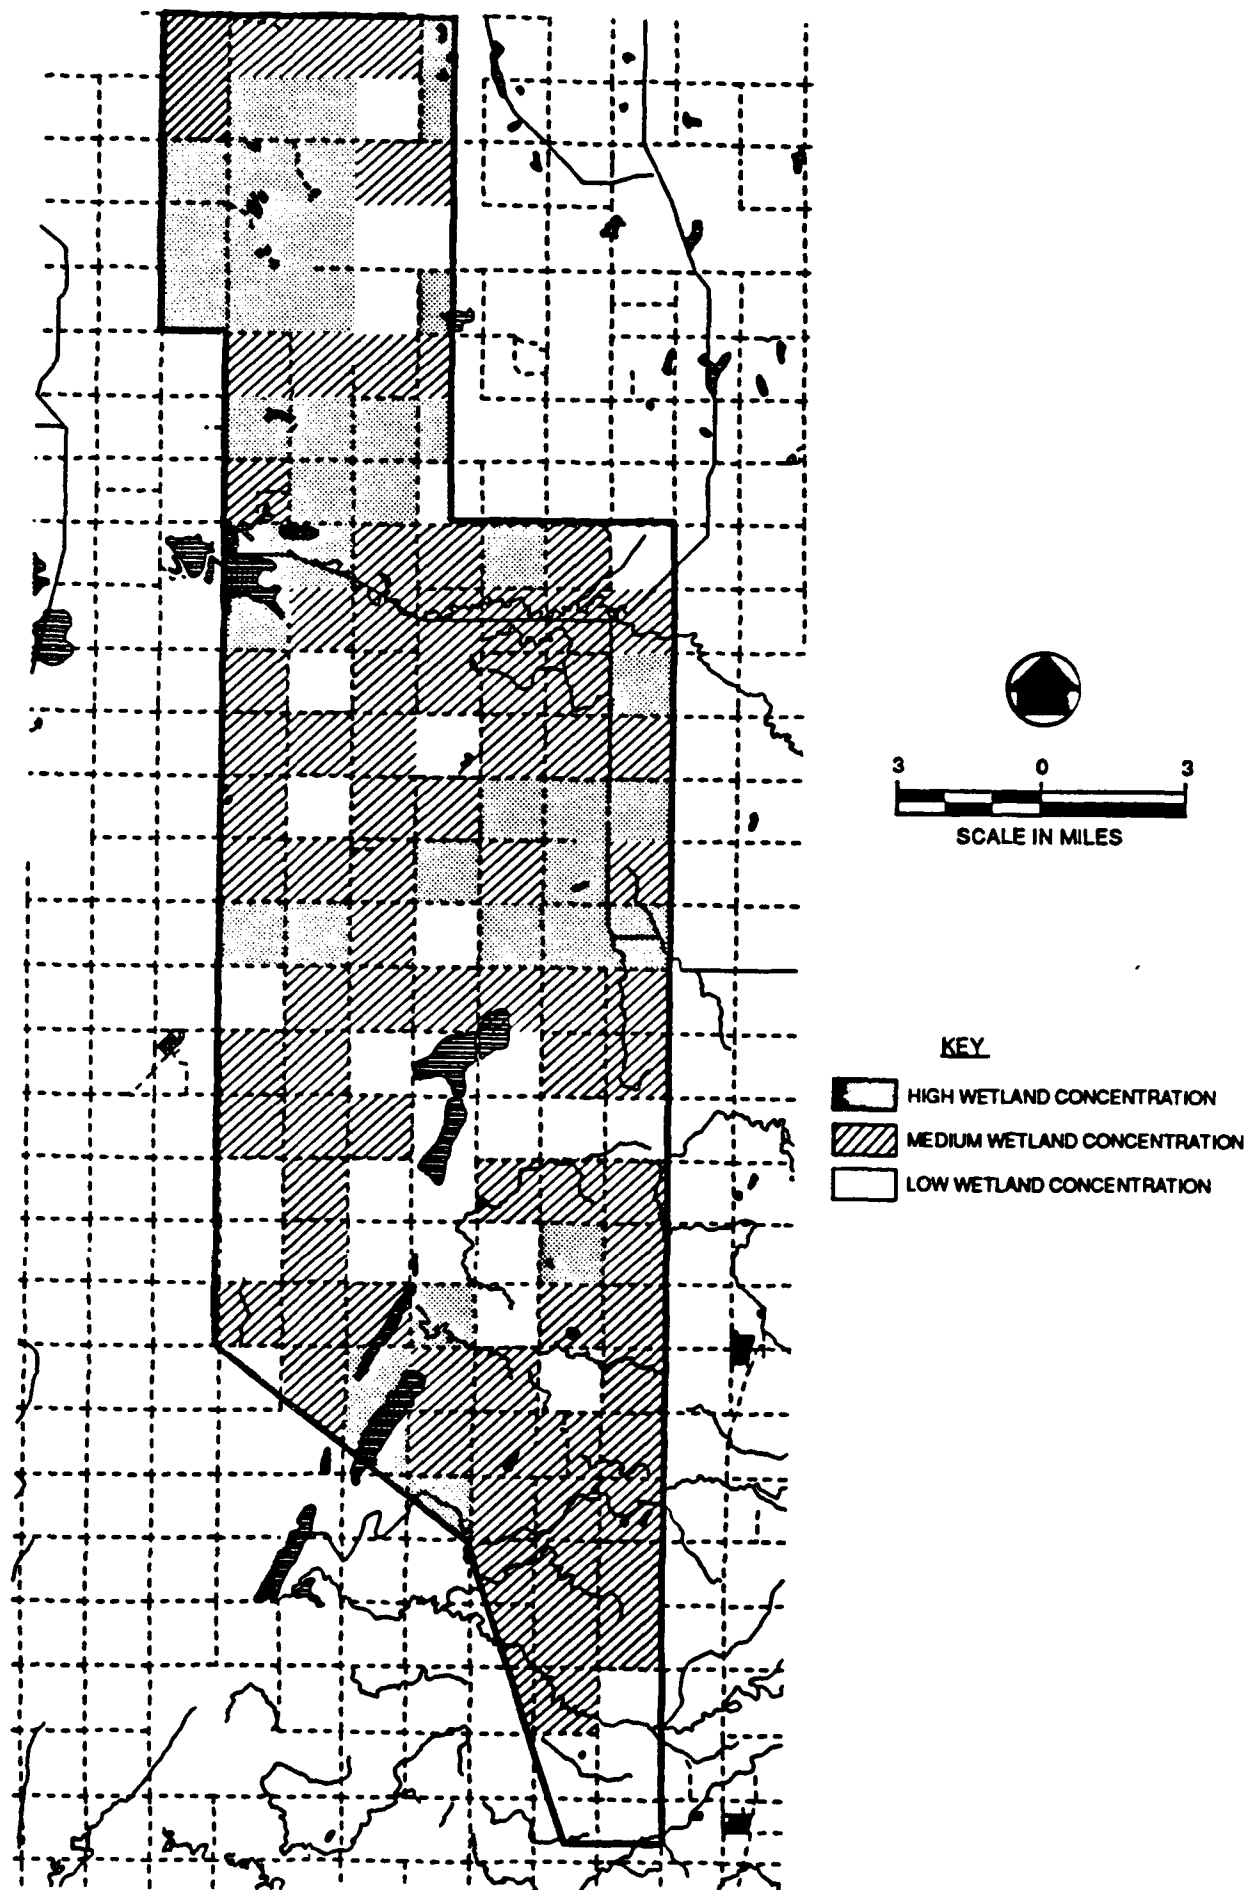 3 0 3
SCALE IN MILES
KEY
HIGH WETLAND CONCENTRATION
MEDIUM WETLAND CONCENTRATION
LOW WETLAND CONCENTRATION